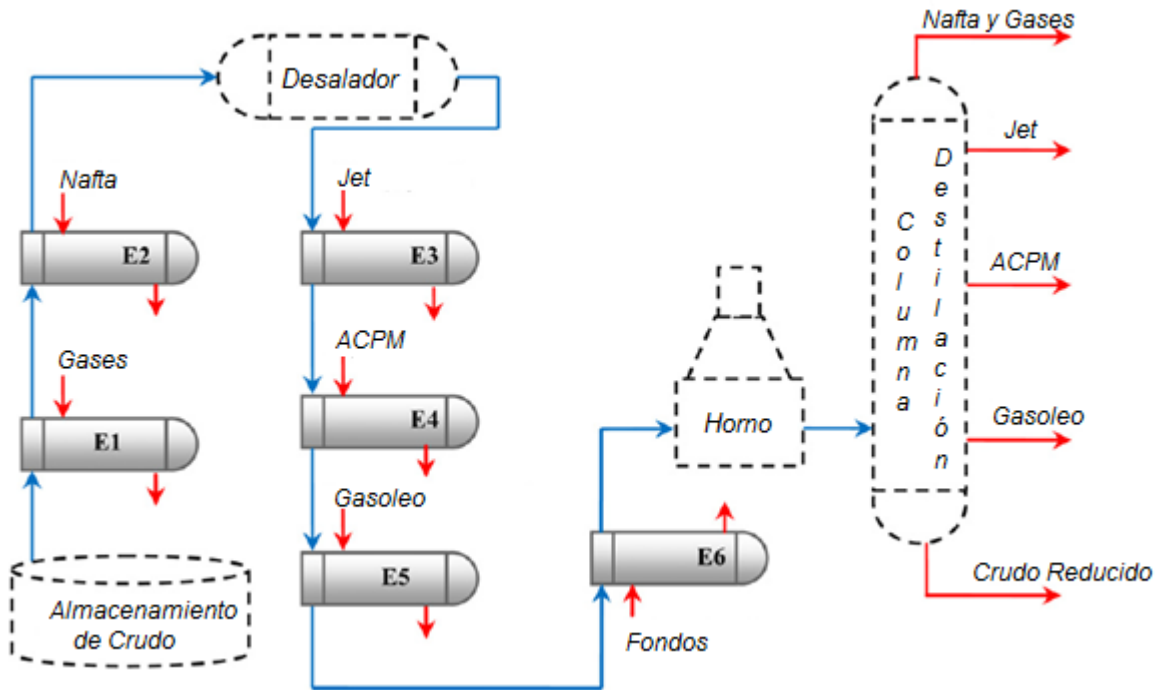 Nafta y Gases
Desalador
Jet
Nafta
Jet
E2
E3
Columna
Destilación
ACPM
ACPM
Gases
E1
E4
Horno
Gasoleo
Gasoleo
E5
E6
Almacenamiento
de Crudo
Crudo Reducido
Fondos